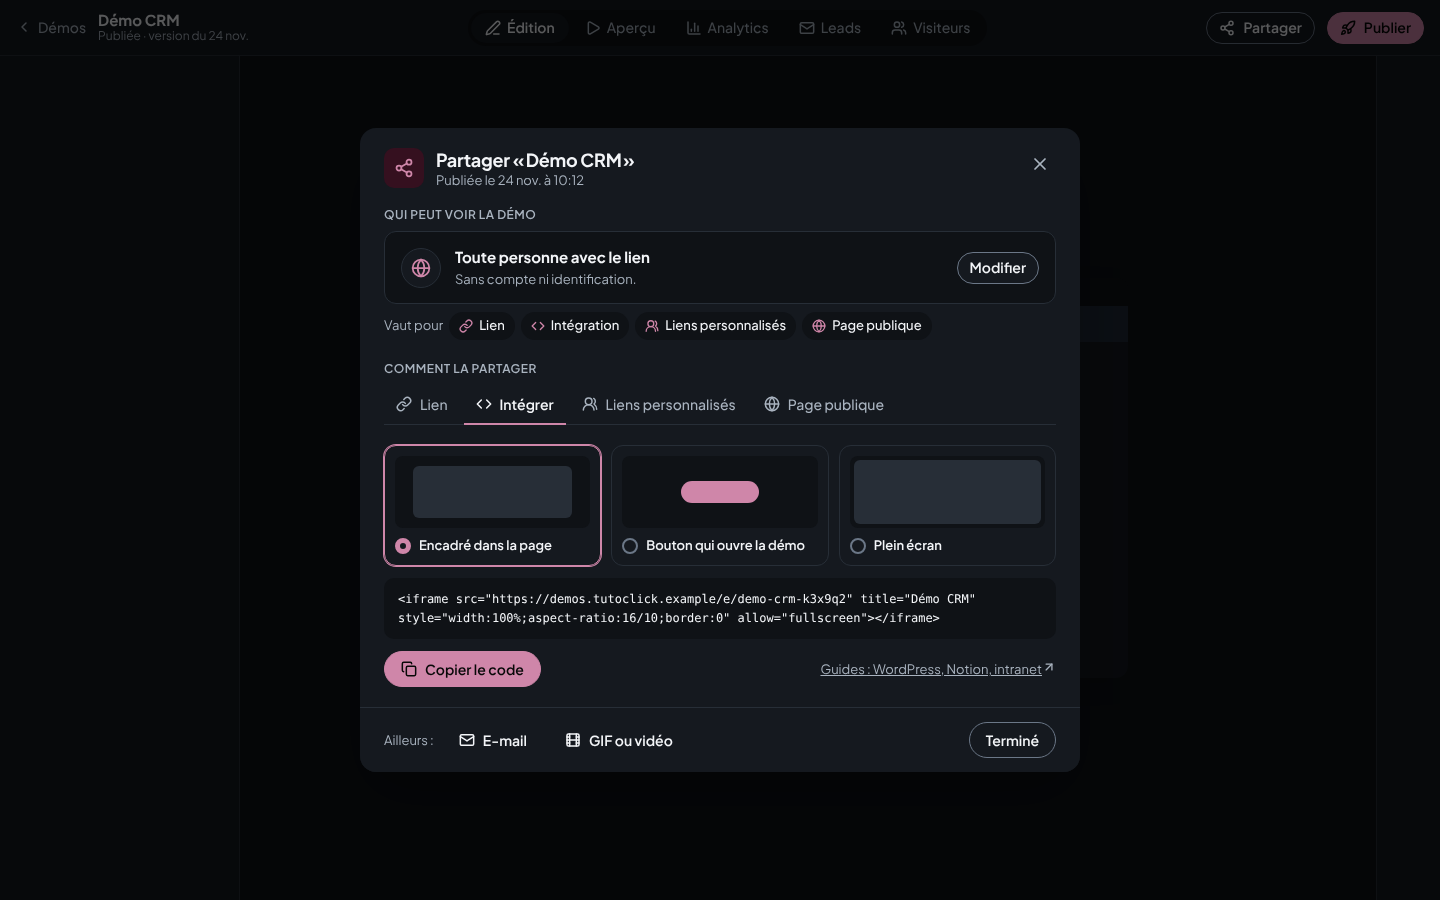 Démos
Démo CRM
Publiée · version du 24 nov.
Édition
Aperçu
Analytics
Leads
Visiteurs
Partager
Publier
Partager «Démo CRM»
Publiée le 24 nov. à 10:12
QUI PEUT VOIR LA DÉMO
Toute personne avec le lien
Sans compte ni identification.
Modifier
Vaut pour
Lien
Intégration
Liens personnalisés
Page publique
COMMENT LA PARTAGER
Lien
Intégrer
Liens personnalisés
Page publique
Encadré dans la page
Bouton qui ouvre la démo
Plein écran
<iframe src="https://demos.tutoclick.example/e/demo-crm-k3x9q2" title="Démo CRM"
style="width:100%;aspect-ratio:16/10;border:0" allow="fullscreen"></iframe>
Copier le code
Guides : WordPress, Notion, intranet
Ailleurs :
E-mail
GIF ou vidéo
Terminé